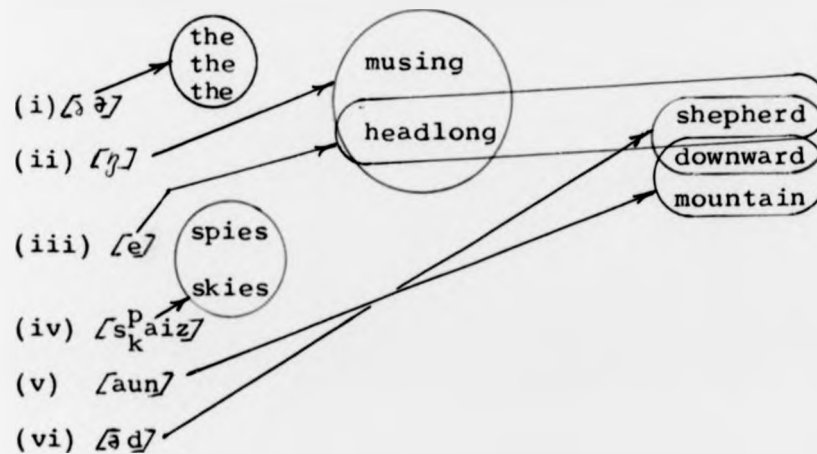 the
the
the
(i) [ðə]
musing
(ii) [ŋ]
headlong
shepherd
downward
mountain
(iii) [e]
spies
skies
(iv) [s p k aiz]
(v) [aun]
(vi) [əd]